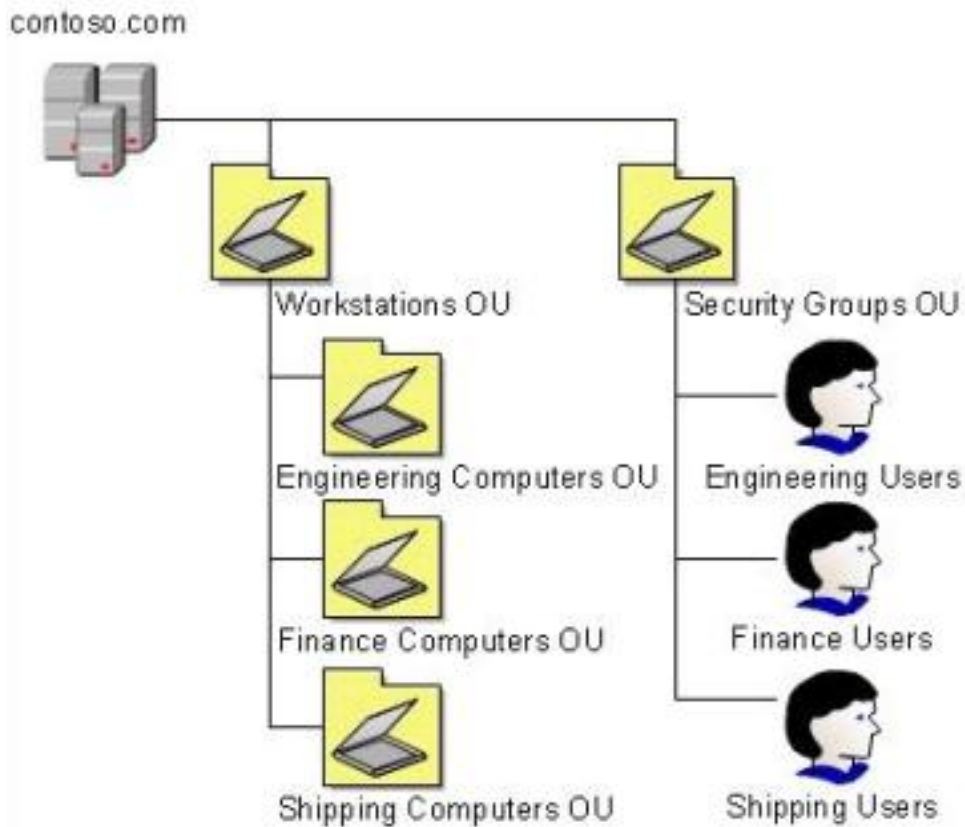 contoso.com
Workstations OU
Security Groups OU
Engineering Computers OU
Engineering Users
Finance Computers OU
Finance Users
Shipping Computers OU
Shipping Users